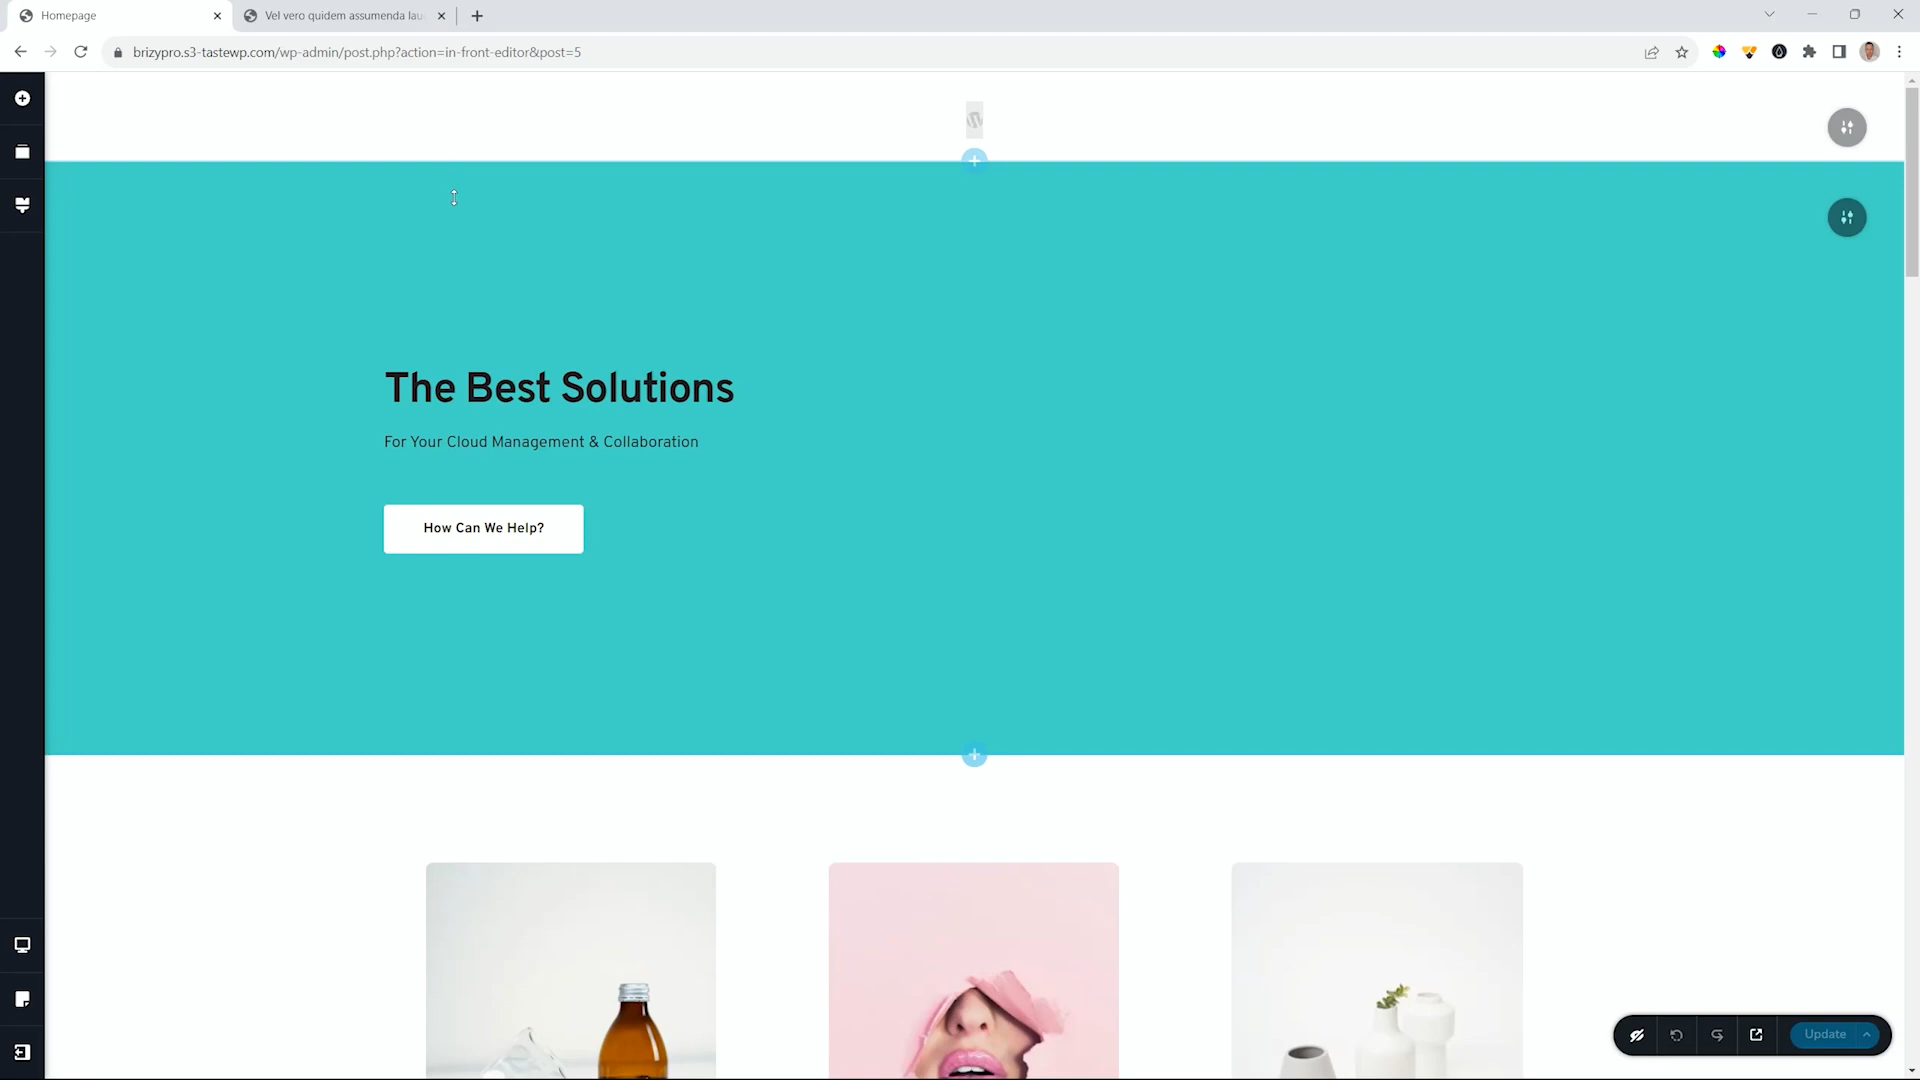 Homepage
Vel vero quidem assumenda lau
brizypro.s3-tastewp.com/wp-admin/post.php?action=in-front-editor&post=5
The Best Solutions
For Your Cloud Management & Collaboration
How Can We Help?
Update